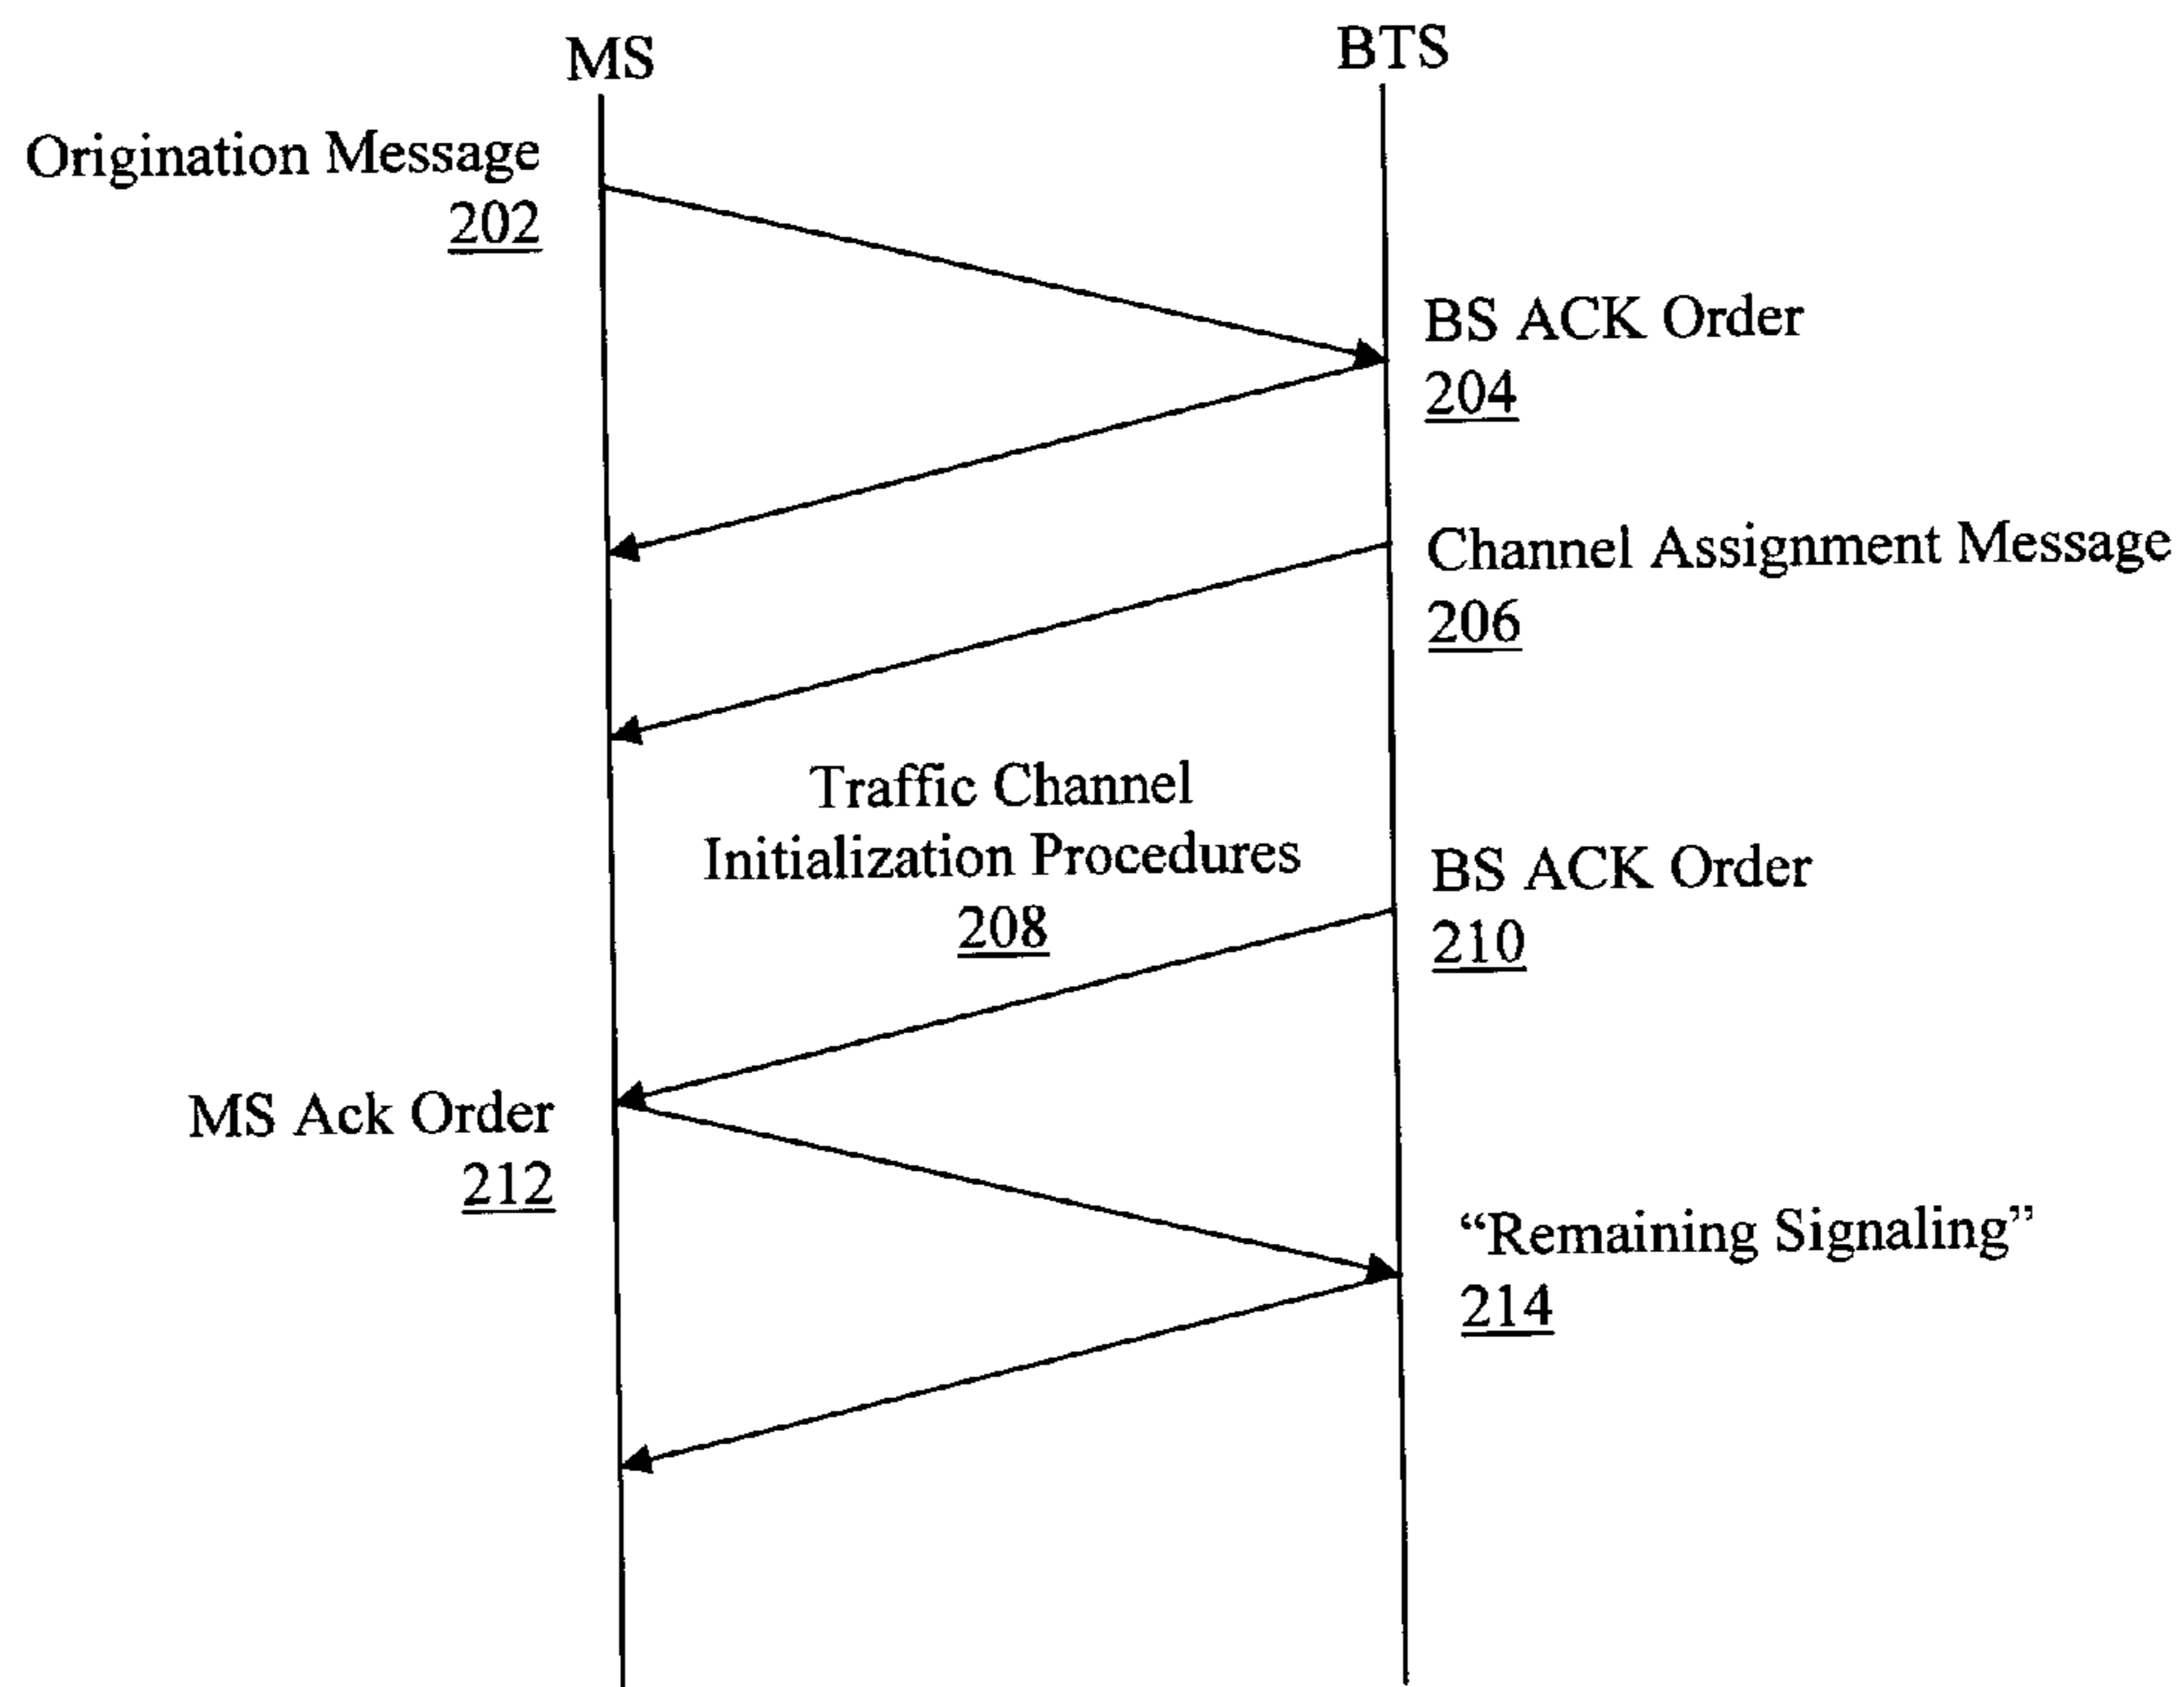 MS
BTS
Origination Message
202
BS ACK Order
204
Channel Assignment Message
206
Traffic Channel
Initialization Procedures
208
BS ACK Order
210
MS Ack Order
212
“Remaining Signaling”
214